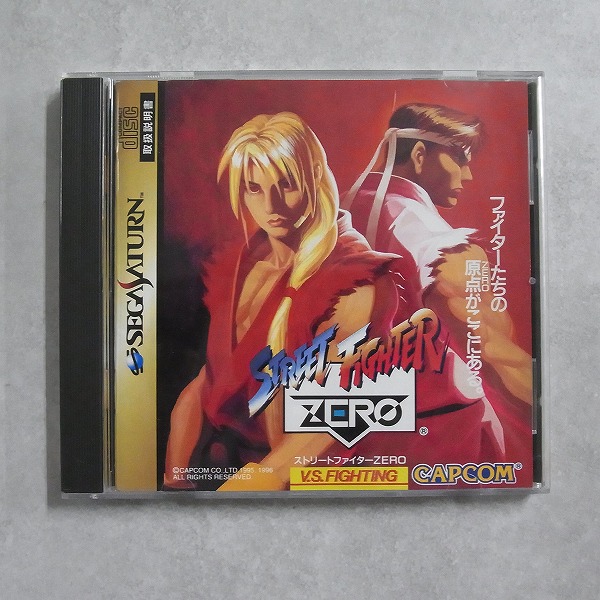 disc
取扱説明書
SEGA SATURN™
ファイターたちの
原点がここにある。
ZERO
STREET FIGHTER
ZERO
®
ストリートファイターZERO
©CAPCOM CO., LTD. 1995, 1996
ALL RIGHTS RESERVED.
V.S. FIGHTING
CAPCOM®